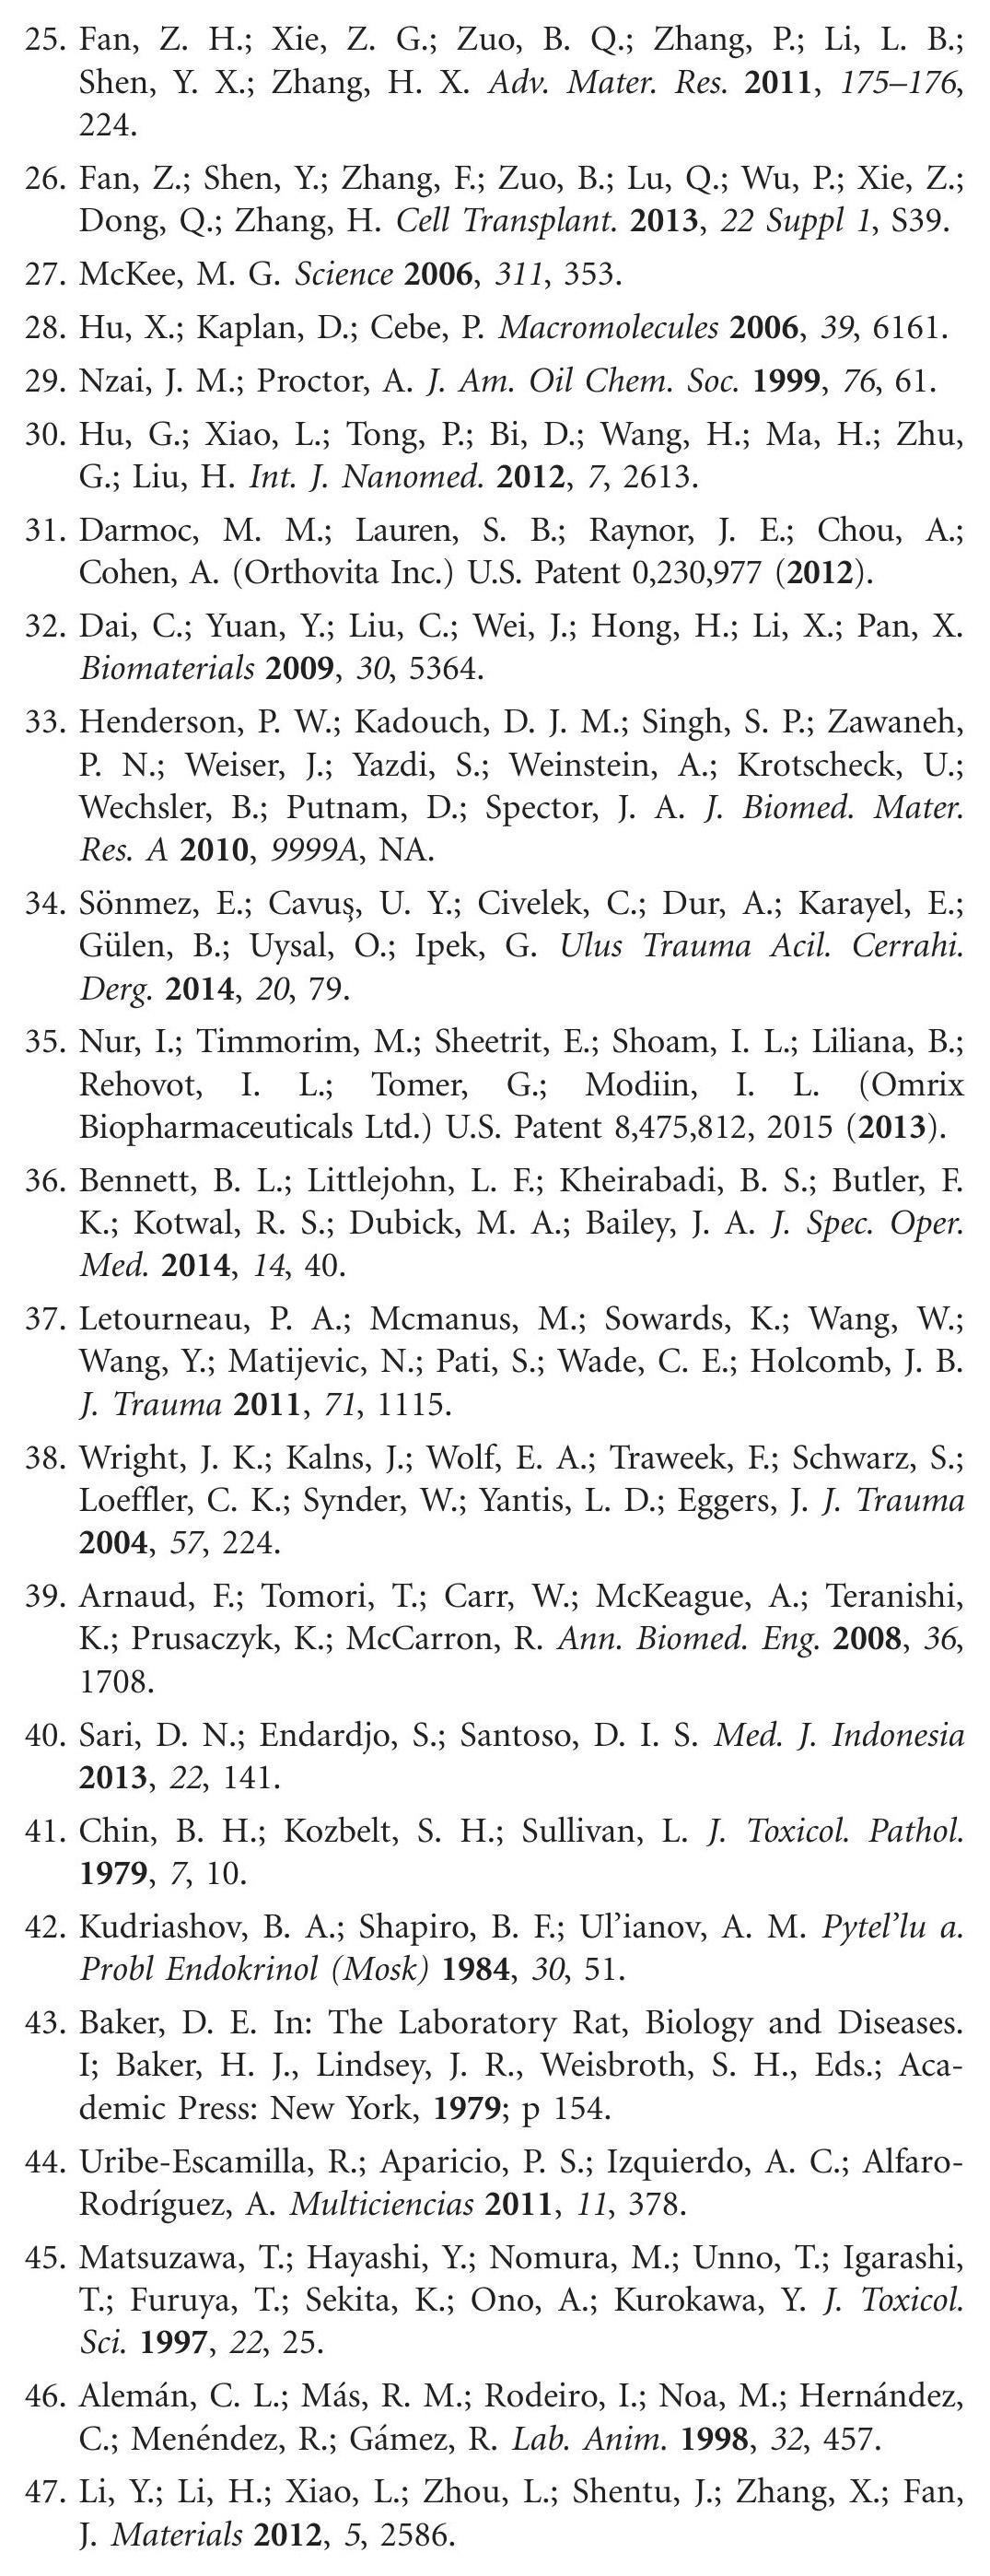 25. Fan, Z. H.; Xie, Z. G.; Zuo, B. Q.; Zhang, P.; Li, L. B.;
Shen, Y. X.; Zhang, H. X. Adv. Mater. Res. 2011, 175–176,
224.
26. Fan, Z.; Shen, Y.; Zhang, F.; Zuo, B.; Lu, Q.; Wu, P.; Xie, Z.;
Dong, Q.; Zhang, H. Cell Transplant. 2013, 22 Suppl 1, S39.
27. McKee, M. G. Science 2006, 311, 353.
28. Hu, X.; Kaplan, D.; Cebe, P. Macromolecules 2006, 39, 6161.
29. Nzai, J. M.; Proctor, A. J. Am. Oil Chem. Soc. 1999, 76, 61.
30. Hu, G.; Xiao, L.; Tong, P.; Bi, D.; Wang, H.; Ma, H.; Zhu,
G.; Liu, H. Int. J. Nanomed. 2012, 7, 2613.
31. Darmoc, M. M.; Lauren, S. B.; Raynor, J. E.; Chou, A.;
Cohen, A. (Orthovita Inc.) U.S. Patent 0,230,977 (2012).
32. Dai, C.; Yuan, Y.; Liu, C.; Wei, J.; Hong, H.; Li, X.; Pan, X.
Biomaterials 2009, 30, 5364.
33. Henderson, P. W.; Kadouch, D. J. M.; Singh, S. P.; Zawaneh,
P. N.; Weiser, J.; Yazdi, S.; Weinstein, A.; Krotscheck, U.;
Wechsler, B.; Putnam, D.; Spector, J. A. J. Biomed. Mater.
Res. A 2010, 9999A, NA.
34. Sönmez, E.; Cavuş, U. Y.; Civelek, C.; Dur, A.; Karayel, E.;
Gülen, B.; Uysal, O.; Ipek, G. Ulus Trauma Acil. Cerrahi.
Derg. 2014, 20, 79.
35. Nur, I.; Timmorim, M.; Sheetrit, E.; Shoam, I. L.; Liliana, B.;
Rehovot, I. L.; Tomer, G.; Modiin, I. L. (Omrix
Biopharmaceuticals Ltd.) U.S. Patent 8,475,812, 2015 (2013).
36. Bennett, B. L.; Littlejohn, L. F.; Kheirabadi, B. S.; Butler, F.
K.; Kotwal, R. S.; Dubick, M. A.; Bailey, J. A. J. Spec. Oper.
Med. 2014, 14, 40.
37. Letourneau, P. A.; Mcmanus, M.; Sowards, K.; Wang, W.;
Wang, Y.; Matijevic, N.; Pati, S.; Wade, C. E.; Holcomb, J. B.
J. Trauma 2011, 71, 1115.
38. Wright, J. K.; Kalns, J.; Wolf, E. A.; Traweek, F.; Schwarz, S.;
Loeffler, C. K.; Synder, W.; Yantis, L. D.; Eggers, J. J. Trauma
2004, 57, 224.
39. Arnaud, F.; Tomori, T.; Carr, W.; McKeague, A.; Teranishi,
K.; Prusaczyk, K.; McCarron, R. Ann. Biomed. Eng. 2008, 36,
1708.
40. Sari, D. N.; Endardjo, S.; Santoso, D. I. S. Med. J. Indonesia
2013, 22, 141.
41. Chin, B. H.; Kozbelt, S. H.; Sullivan, L. J. Toxicol. Pathol.
1979, 7, 10.
42. Kudriashov, B. A.; Shapiro, B. F.; Ul’ianov, A. M. Pytel’lu a.
Probl Endokrinol (Mosk) 1984, 30, 51.
43. Baker, D. E. In: The Laboratory Rat, Biology and Diseases.
I; Baker, H. J., Lindsey, J. R., Weisbroth, S. H., Eds.; Aca-
demic Press: New York, 1979; p 154.
44. Uribe-Escamilla, R.; Aparicio, P. S.; Izquierdo, A. C.; Alfaro-
Rodríguez, A. Multiciencias 2011, 11, 378.
45. Matsuzawa, T.; Hayashi, Y.; Nomura, M.; Unno, T.; Igarashi,
T.; Furuya, T.; Sekita, K.; Ono, A.; Kurokawa, Y. J. Toxicol.
Sci. 1997, 22, 25.
46. Alemán, C. L.; Más, R. M.; Rodeiro, I.; Noa, M.; Hernández,
C.; Menéndez, R.; Gámez, R. Lab. Anim. 1998, 32, 457.
47. Li, Y.; Li, H.; Xiao, L.; Zhou, L.; Shentu, J.; Zhang, X.; Fan,
J. Materials 2012, 5, 2586.